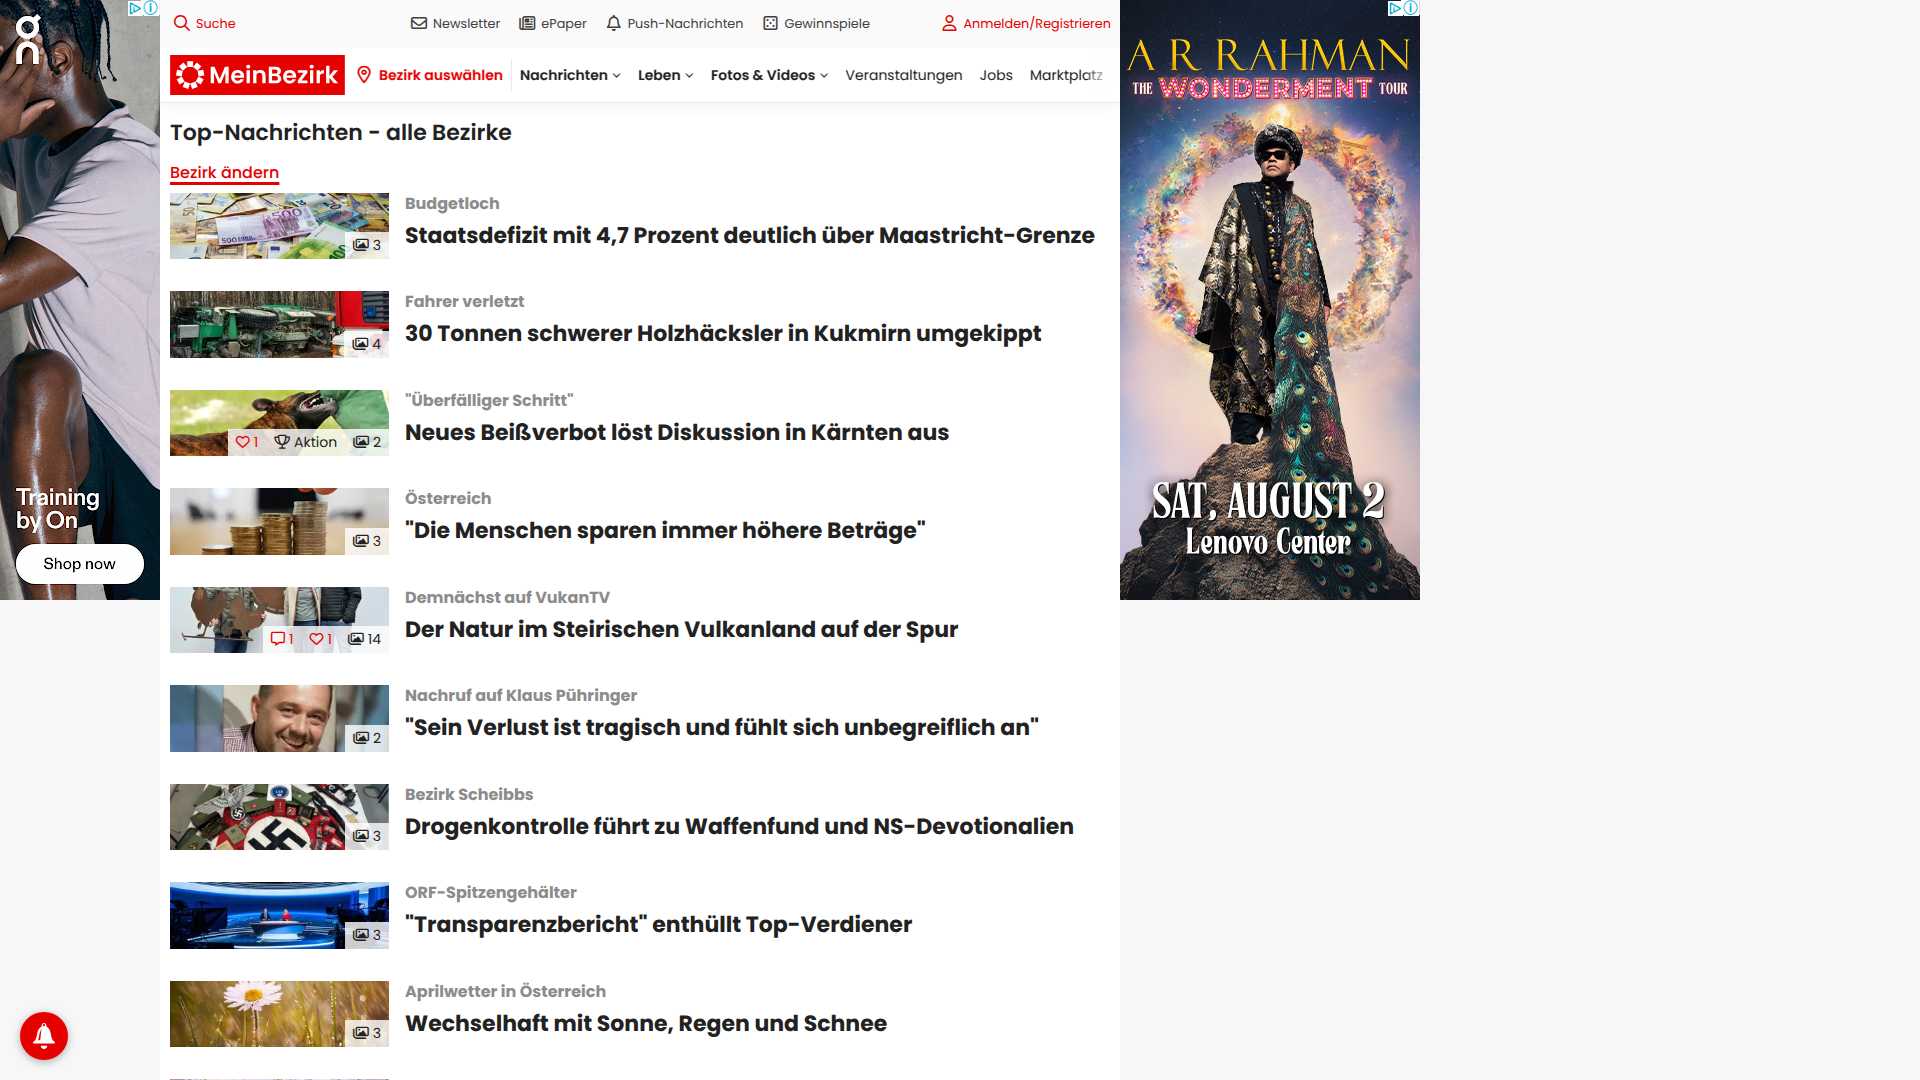 Suche
Newsletter
ePaper
Push-Nachrichten
Gewinnspiele
Anmelden/Registrieren
MeinBezirk
Bezirk auswählen
Nachrichten
Leben
Fotos & Videos
Veranstaltungen
Jobs
Marktplatz
Top-Nachrichten - alle Bezirke
Bezirk ändern
3
Budgetloch
Staatsdefizit mit 4,7 Prozent deutlich über Maastricht-Grenze
4
Fahrer verletzt
30 Tonnen schwerer Holzhäcksler in Kukmirn umgekippt
1 Aktion 2
"Überfälliger Schritt"
Neues Beißverbot löst Diskussion in Kärnten aus
3
Österreich
"Die Menschen sparen immer höhere Beträge"
1 1 14
Demnächst auf VukanTV
Der Natur im Steirischen Vulkanland auf der Spur
2
Nachruf auf Klaus Pühringer
"Sein Verlust ist tragisch und fühlt sich unbegreiflich an"
3
Bezirk Scheibbs
Drogenkontrolle führt zu Waffenfund und NS-Devotionalien
3
ORF-Spitzengehälter
"Transparenzbericht" enthüllt Top-Verdiener
3
Aprilwetter in Österreich
Wechselhaft mit Sonne, Regen und Schnee
Training
by On
Shop now
A R RAHMAN
THE WONDERMENT TOUR
SAT, AUGUST 2
Lenovo Center